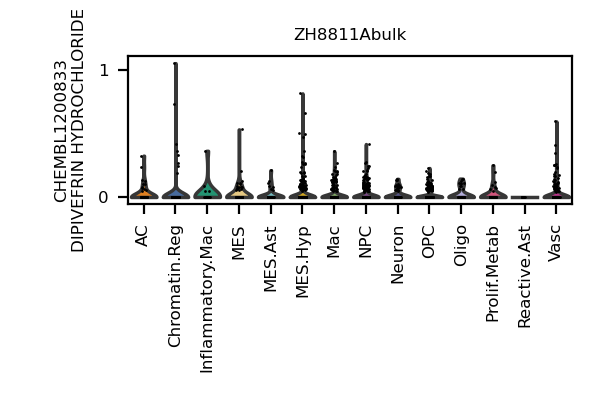 ZH8811Abulk
CHEMBL1200833
DIPIVEFRIN HYDROCHLORIDE
1
0
AC
Chromatin.Reg
Inflammatory.Mac
MES
MES.Ast
MES.Hyp
Mac
NPC
Neuron
OPC
Oligo
Prolif.Metab
Reactive.Ast
Vasc